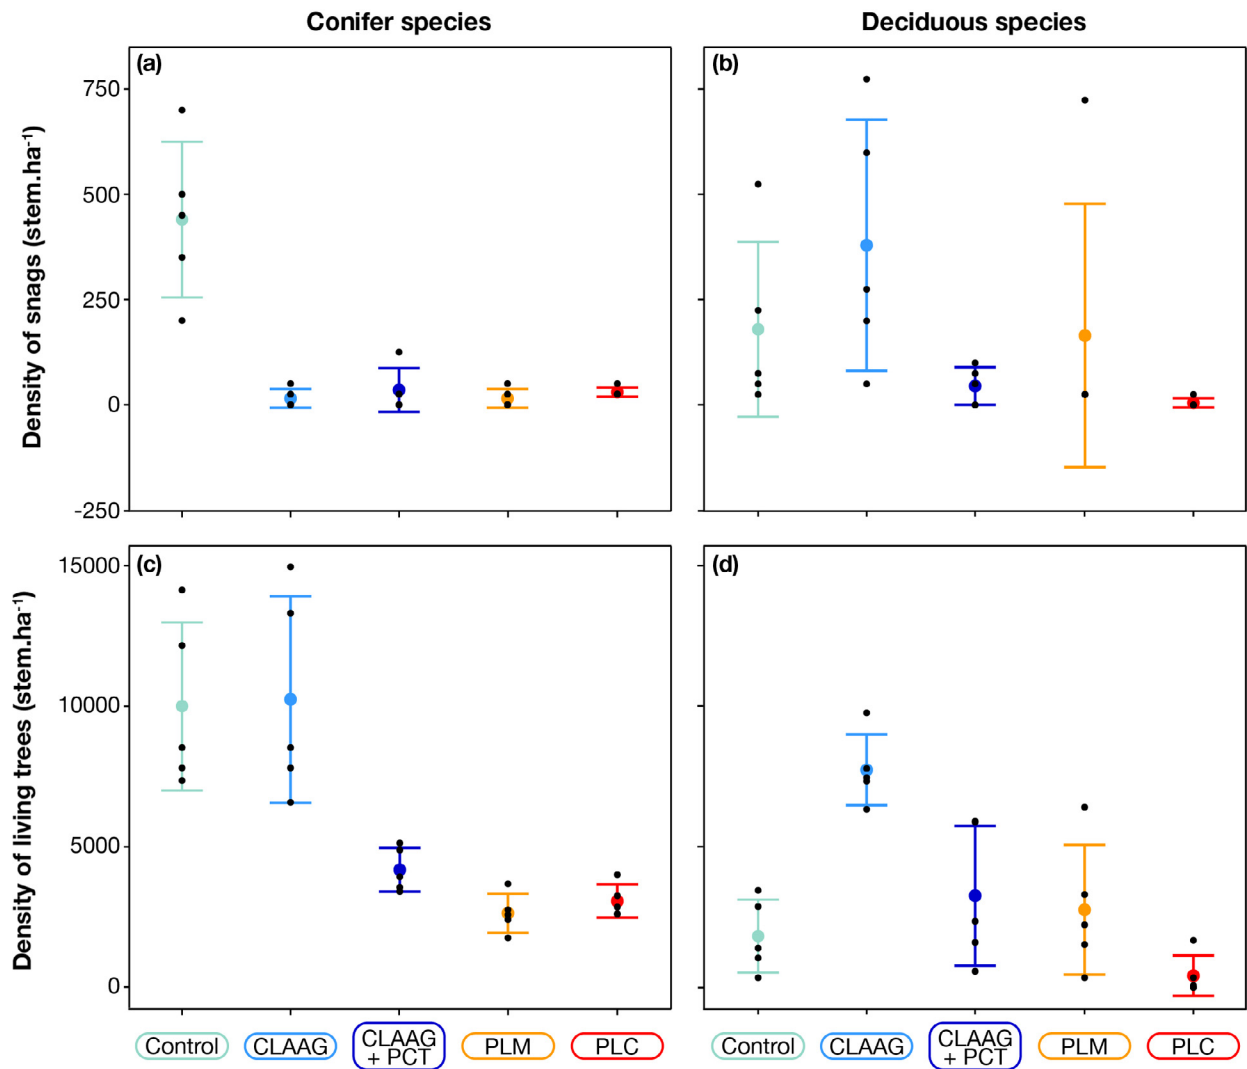 Conifer species
Deciduous species
(a)
(b)
Density of snags (stem.ha⁻¹)
750
500
250
0
-250
(c)
(d)
Density of living trees (stem.ha⁻¹)
15000
10000
5000
0
Control
CLAAG
CLAAG
+ PCT
PLM
PLC
Control
CLAAG
CLAAG
+ PCT
PLM
PLC